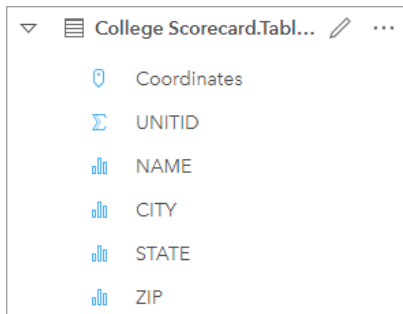 College Scorecard.Tabl...
Coordinates
UNITID
NAME
CITY
STATE
ZIP